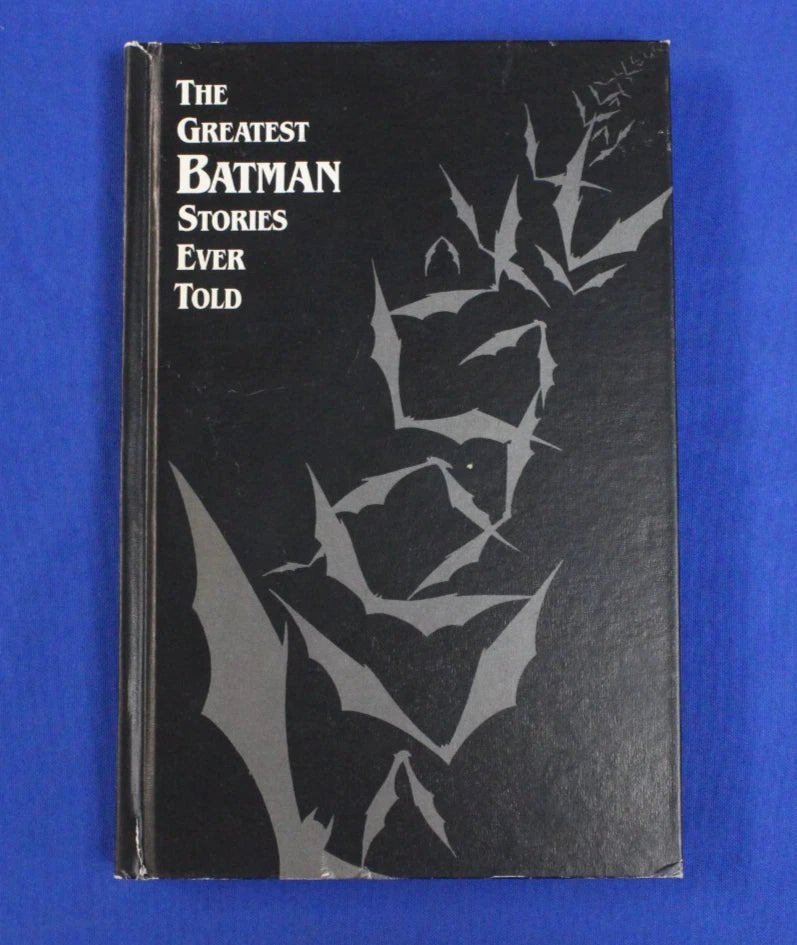 THE
GREATEST
BATMAN
STORIES
EVER
TOLD